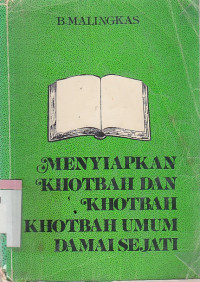 B.MALINGKAS
MENYIAPKAN
KHOTBAH DAN
KHOTBAH
KHOTBAH UMUM
DAMAI SEJATI